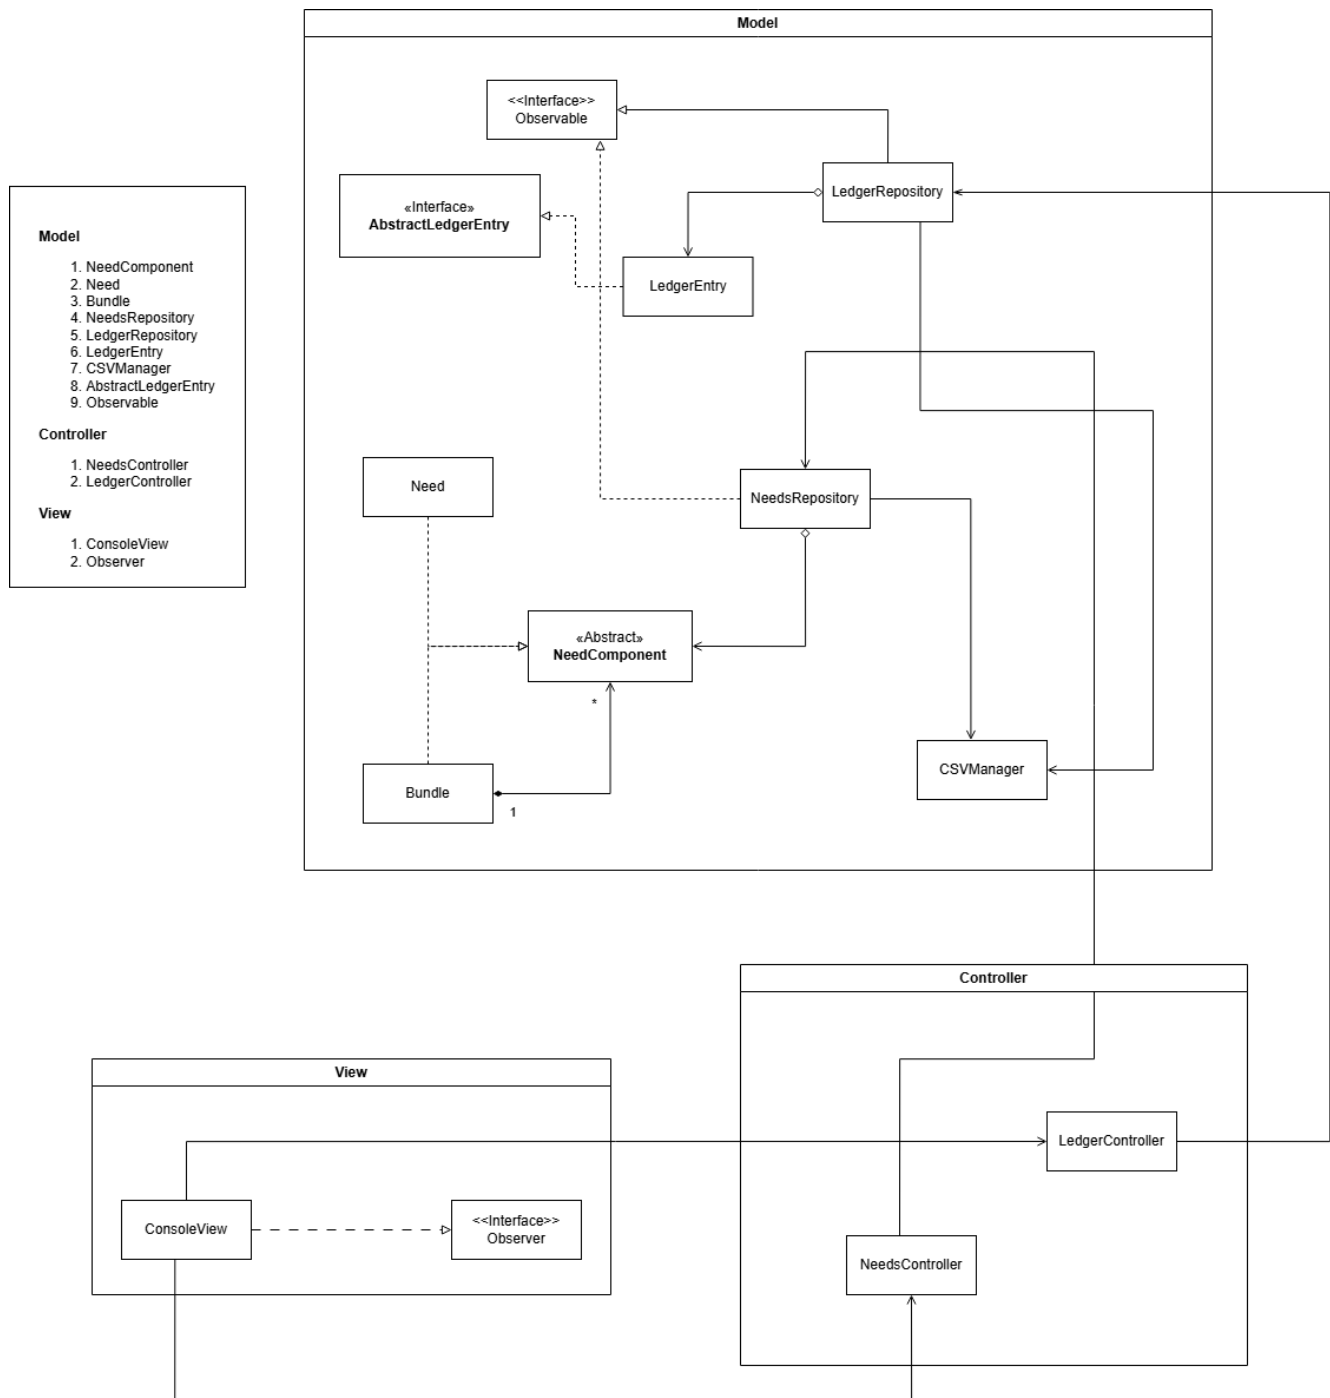 Model
<<Interface>>
Observable
LedgerRepository
«Interface»
AbstractLedgerEntry
LedgerEntry
Model
1. NeedComponent
2. Need
3. Bundle
4. NeedsRepository
5. LedgerRepository
6. LedgerEntry
7. CSVManager
8. AbstractLedgerEntry
9. Observable
Controller
1. NeedsController
2. LedgerController
View
1. ConsoleView
2. Observer
Need
NeedsRepository
«Abstract»
NeedComponent
*
CSVManager
Bundle
1
Controller
View
LedgerController
ConsoleView
<<Interface>>
Observer
NeedsController